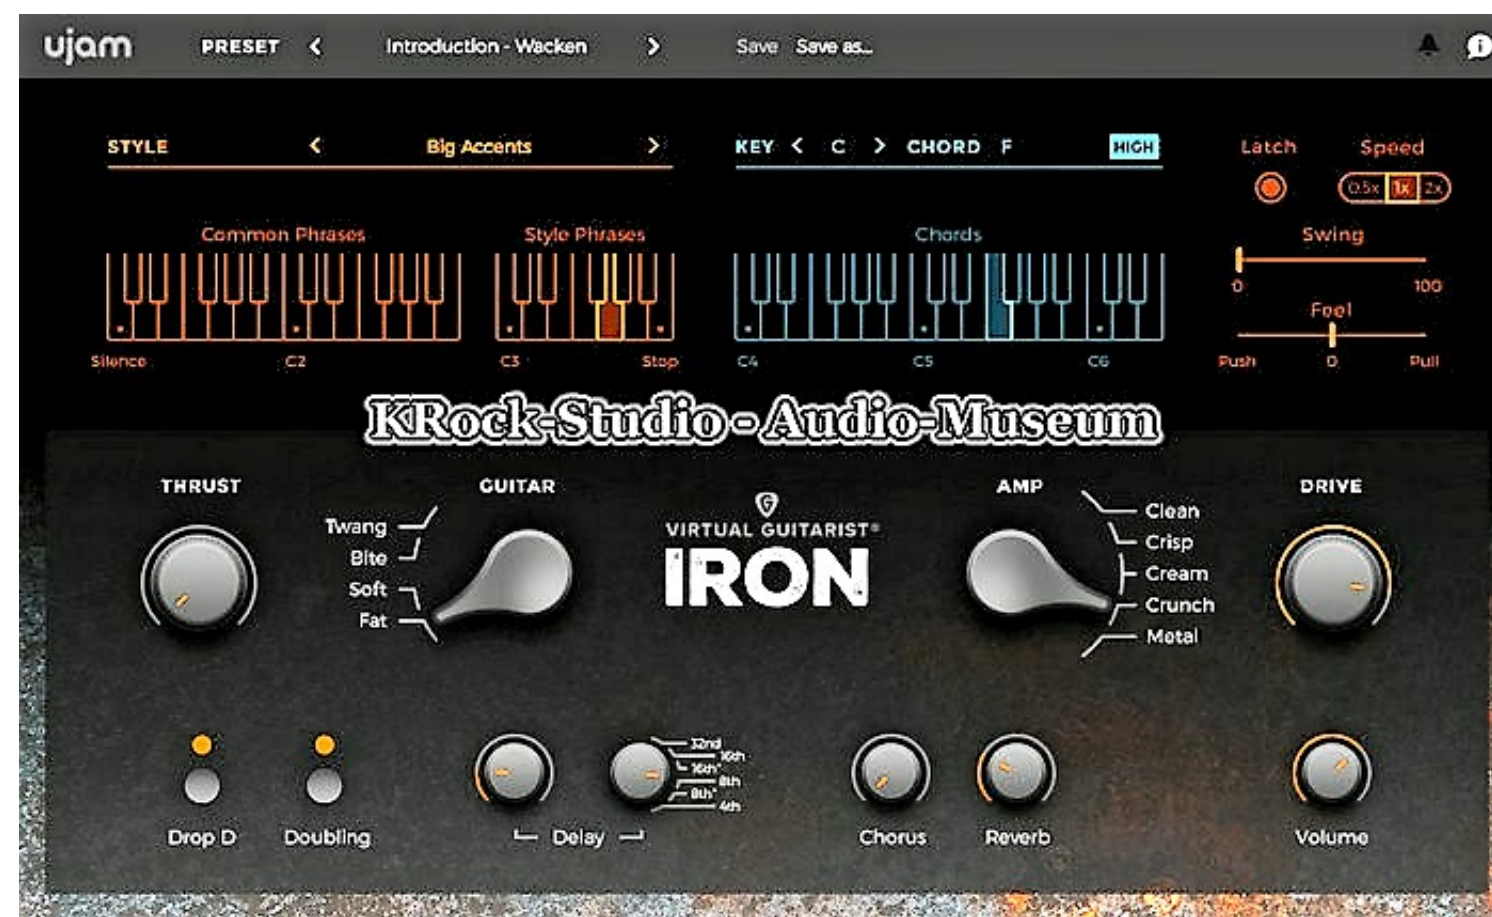 ujam PRESET < Introduction - Wacken > Save Save as...
STYLE < Big Accents > KEY < C > CHORD F HIGH Latch Speed
0.5x 1x 2x
Common Phrases Style Phrases Chords Swing
0 100
Feel
Silence C2 C3 Stop C4 C5 C6 Push 0 Pull
KRock-Studio - Audio-Museum
THRUST GUITAR AMP DRIVE
Twang
Bite
Soft
Fat
G
VIRTUAL GUITARIST®
IRON
Clean
Crisp
Cream
Crunch
Metal
32nd
16th
16th*
8th
8th*
4th
Drop D Doubling Delay Chorus Reverb Volume